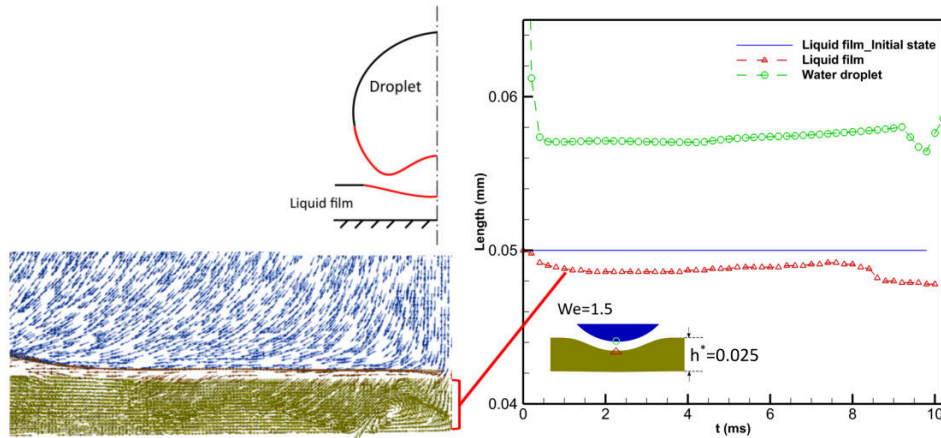 Droplet
Liquid film
Liquid film_Initial state
Liquid film
Water droplet
Length (mm)
0.06
0.05
0.04
We=1.5
h*=0.025
0
2
4
6
8
10
t (ms)